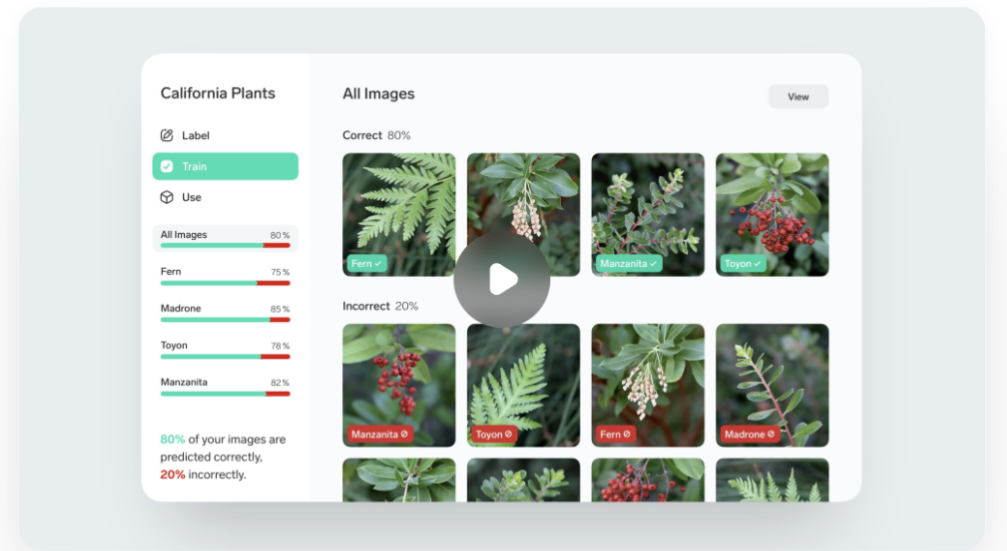 California Plants
Label
Train
Use
All Images 80%
Fern 75%
Madrone 85%
Toyon 78%
Manzanita 82%
80% of your images are
predicted correctly,
20% incorrectly.
All Images
View
Correct 80%
Fern ✓
Manzanita ✓
Toyon ✓
Incorrect 20%
Manzanita
Toyon
Fern
Madrone